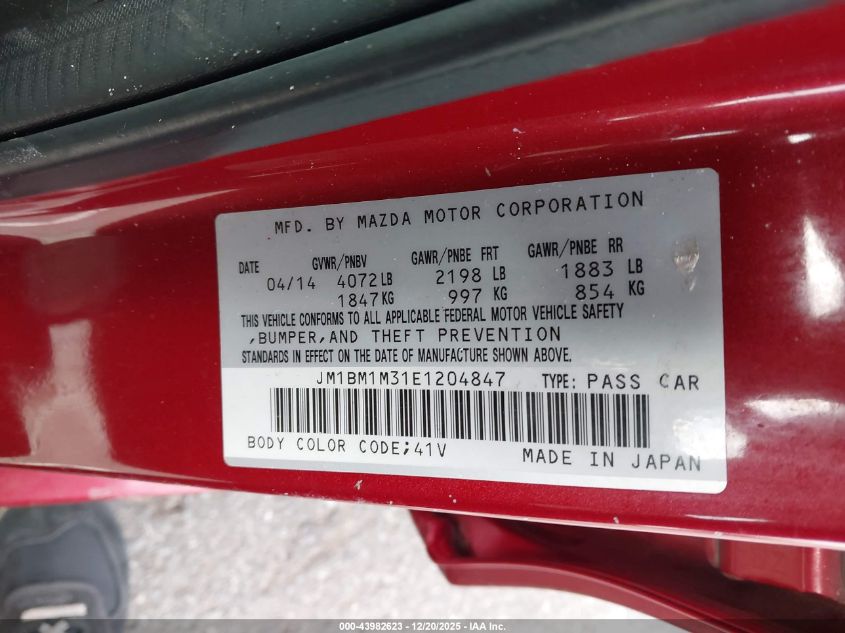 MFD. BY MAZDA MOTOR CORPORATION
DATE GVWR/PNBV GAWR/PNBE FRT GAWR/PNBE RR
04/14 4072LB 2198 LB 1883 LB
1847KG 997 KG 854 KG
THIS VEHICLE CONFORMS TO ALL APPLICABLE FEDERAL MOTOR VEHICLE SAFETY
,BUMPER,AND THEFT PREVENTION
STANDARDS IN EFFECT ON THE DATE OF MANUFACTURE SHOWN ABOVE.
JM1BM1M31E1204847 TYPE: PASS CAR
BODY COLOR CODE;41V
MADE IN JAPAN
000-43982623 - 12/20/2025 - IAA Inc.